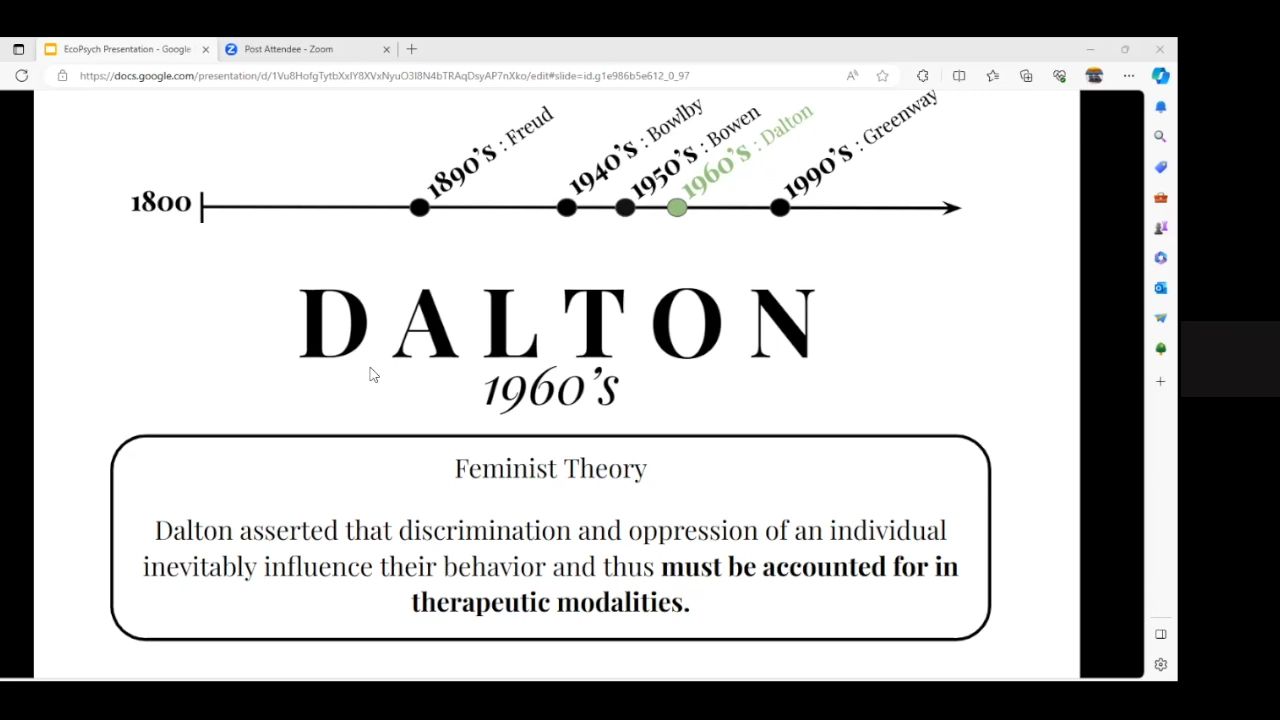 EcoPsych Presentation - Google
Post Attendee - Zoom
https://docs.google.com/presentation/d/1Vu8HofgTytbXxIY8XVxNyuO3I8N4bTRAqDsyAP7nXko/edit#slide=id.g1e986b5e612_0_97
1800
1890's : Freud
1940's : Bowlby
1950's : Bowen
1960's : Dalton
1990's : Greenway
DALTON
1960's
Feminist Theory
Dalton asserted that discrimination and oppression of an individual
inevitably influence their behavior and thus must be accounted for in
therapeutic modalities.